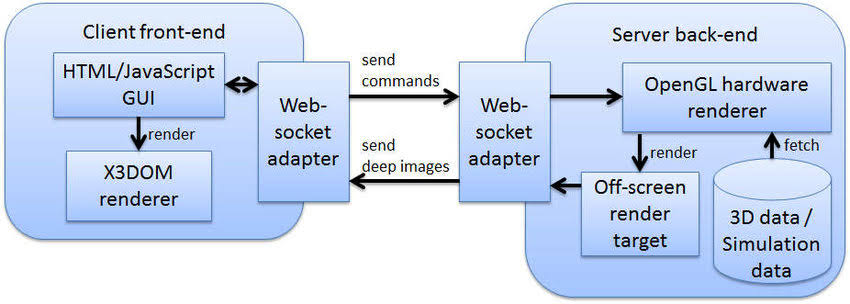 Client front-end
HTML/JavaScript
GUI
render
X3DOM
renderer
Web-
socket
adapter
send
commands
send
deep images
Web-
socket
adapter
Server back-end
OpenGL hardware
renderer
render
fetch
Off-screen
render
target
3D data /
Simulation
data